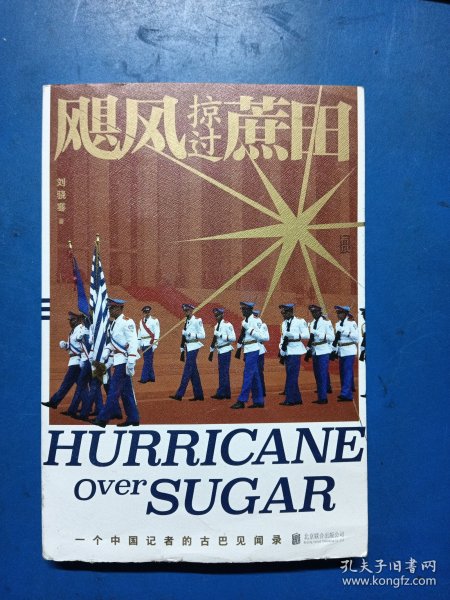 飓风掠过蔗田
刘骁骞 著
HURRICANE
over SUGAR
一个中国记者的古巴见闻录
北京联合出版公司
孔夫子旧书网
www.kongfz.com